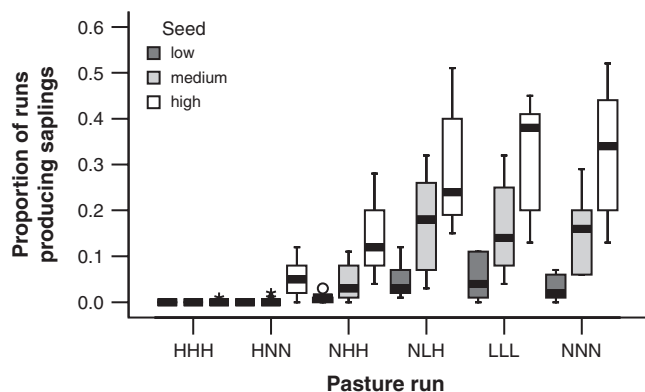 Proportion of runs
producing saplings
0.6
0.5
0.4
0.3
0.2
0.1
0.0
Seed
low
medium
high
HHH HNN NHH NLH LLL NNN
Pasture run